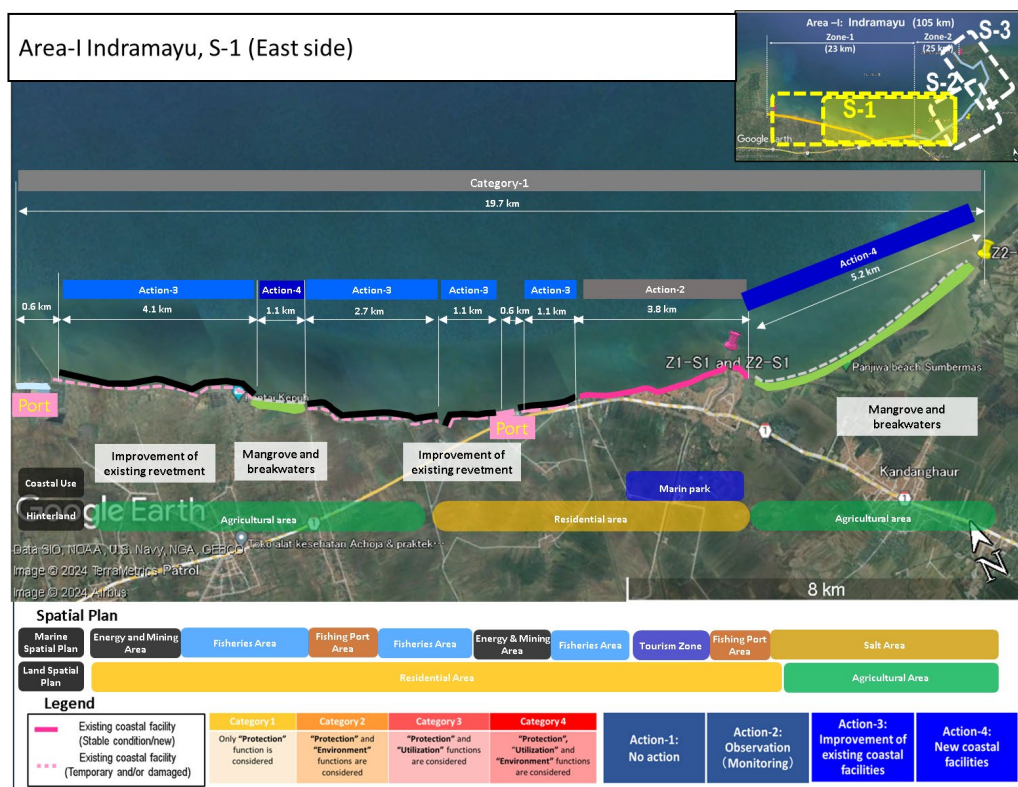 Area-I Indramayu, S-1 (East side)
Area –I: Indramayu (105 km)
Zone-1
(23 km)
Zone-2
(25 km)
S-3
S-2
S-1
Google Earth
Category-1
19.7 km
Action-4
5.2 km
Z2-
Action-3
Action-4
Action-3
Action-3
Action-3
Action-2
0.6 km
4.1 km
1.1 km
2.7 km
1.1 km
0.6 km
1.1 km
3.8 km
Z1-S1 and Z2-S1
Panjiwa beach Sumbermas
Pantai Kepuh
Port
Port
Mangrove and
breakwaters
Improvement of
existing revetment
Mangrove and
breakwaters
Improvement of
existing revetment
1
Kandanghaur
1
Coastal Use
Marin park
Google Earth
Hinterland
Agricultural area
1
Residential area
Agricultural area
Toko alat kesehatan Achoja & praktek…
Data SIO, NOAA, U.S. Navy, NGA, GEBCO
Image © 2024 TerraMetrics
Patrol
Image © 2024 Airbus
8 km
N
Spatial Plan
Marine
Spatial Plan
Energy and Mining
Area
Fisheries Area
Fishing Port
Area
Fisheries Area
Energy & Mining
Area
Fisheries Area
Tourism Zone
Fishing Port
Area
Salt Area
Land Spatial
Plan
Residential Area
Agricultural Area
Legend
Existing coastal facility
(Stable condition/new)
Existing coastal facility
(Temporary and/or damaged)
Category 1
Only "Protection"
function is
considered
Category 2
"Protection" and
"Environment"
functions are
considered
Category 3
"Protection" and
"Utilization" functions
are considered
Category 4
"Protection",
"Utilization" and
"Environment" functions
are considered
Action-1:
No action
Action-2:
Observation
(Monitoring)
Action-3:
Improvement of
existing coastal
facilities
Action-4:
New coastal
facilities